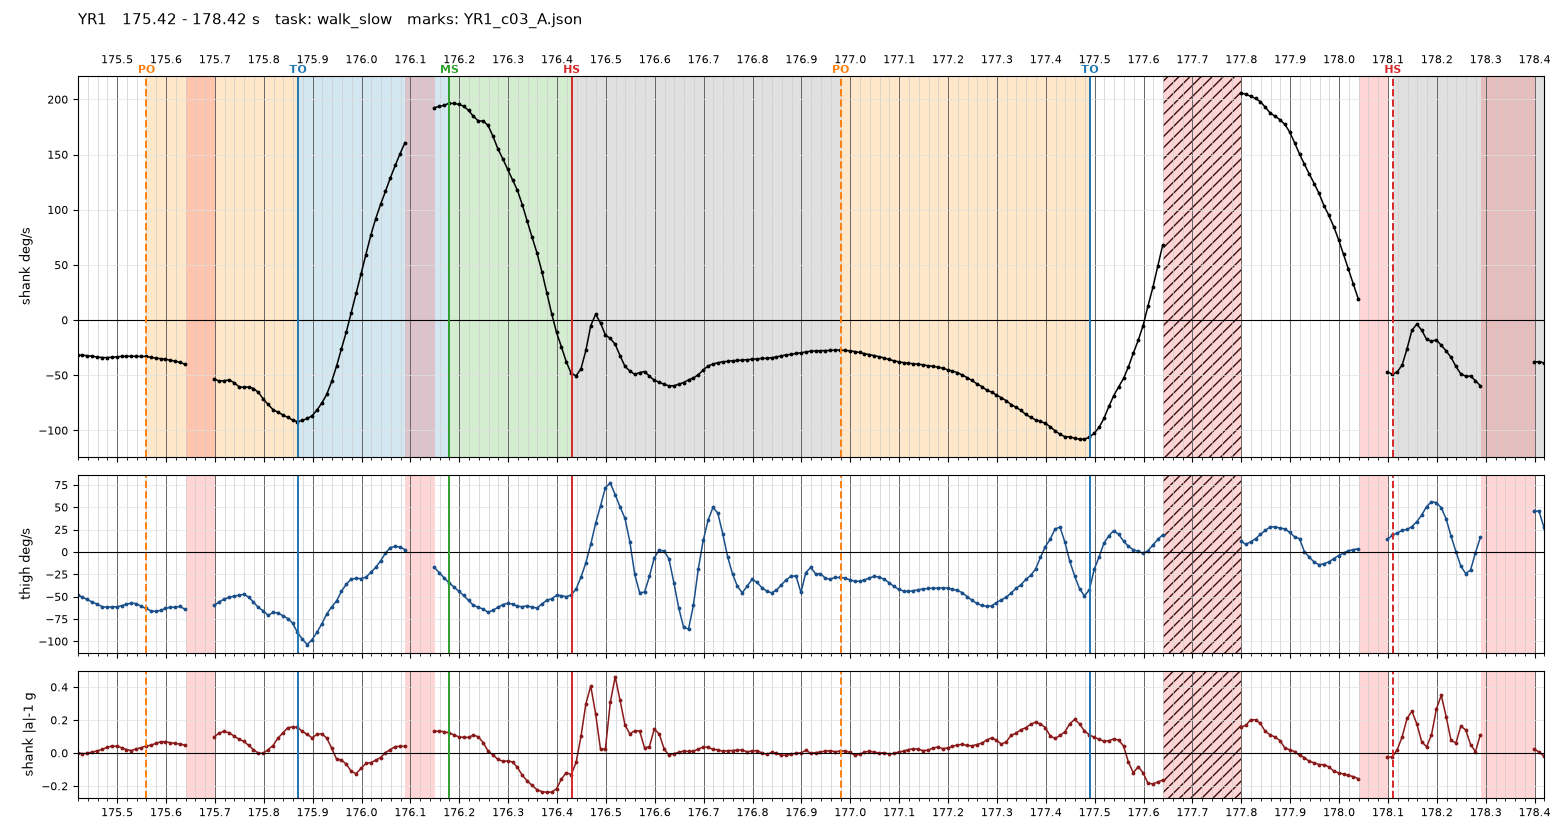 YR1   175.42 - 178.42 s   task: walk_slow   marks: YR1_c03_A.json
175.5 175.6 175.7 175.8 175.9 176.0 176.1 176.2 176.3 176.4 176.5 176.6 176.7 176.8 176.9 177.0 177.1 177.2 177.3 177.4 177.5 177.6 177.7 177.8 177.9 178.0 178.1 178.2 178.3 178.4
PO TO MS HS PO TO HS
shank deg/s
200
150
100
50
0
−50
−100
thigh deg/s
75
50
25
0
−25
−50
−75
−100
shank |a|-1 g
0.4
0.2
0.0
−0.2
175.5 175.6 175.7 175.8 175.9 176.0 176.1 176.2 176.3 176.4 176.5 176.6 176.7 176.8 176.9 177.0 177.1 177.2 177.3 177.4 177.5 177.6 177.7 177.8 177.9 178.0 178.1 178.2 178.3 178.4